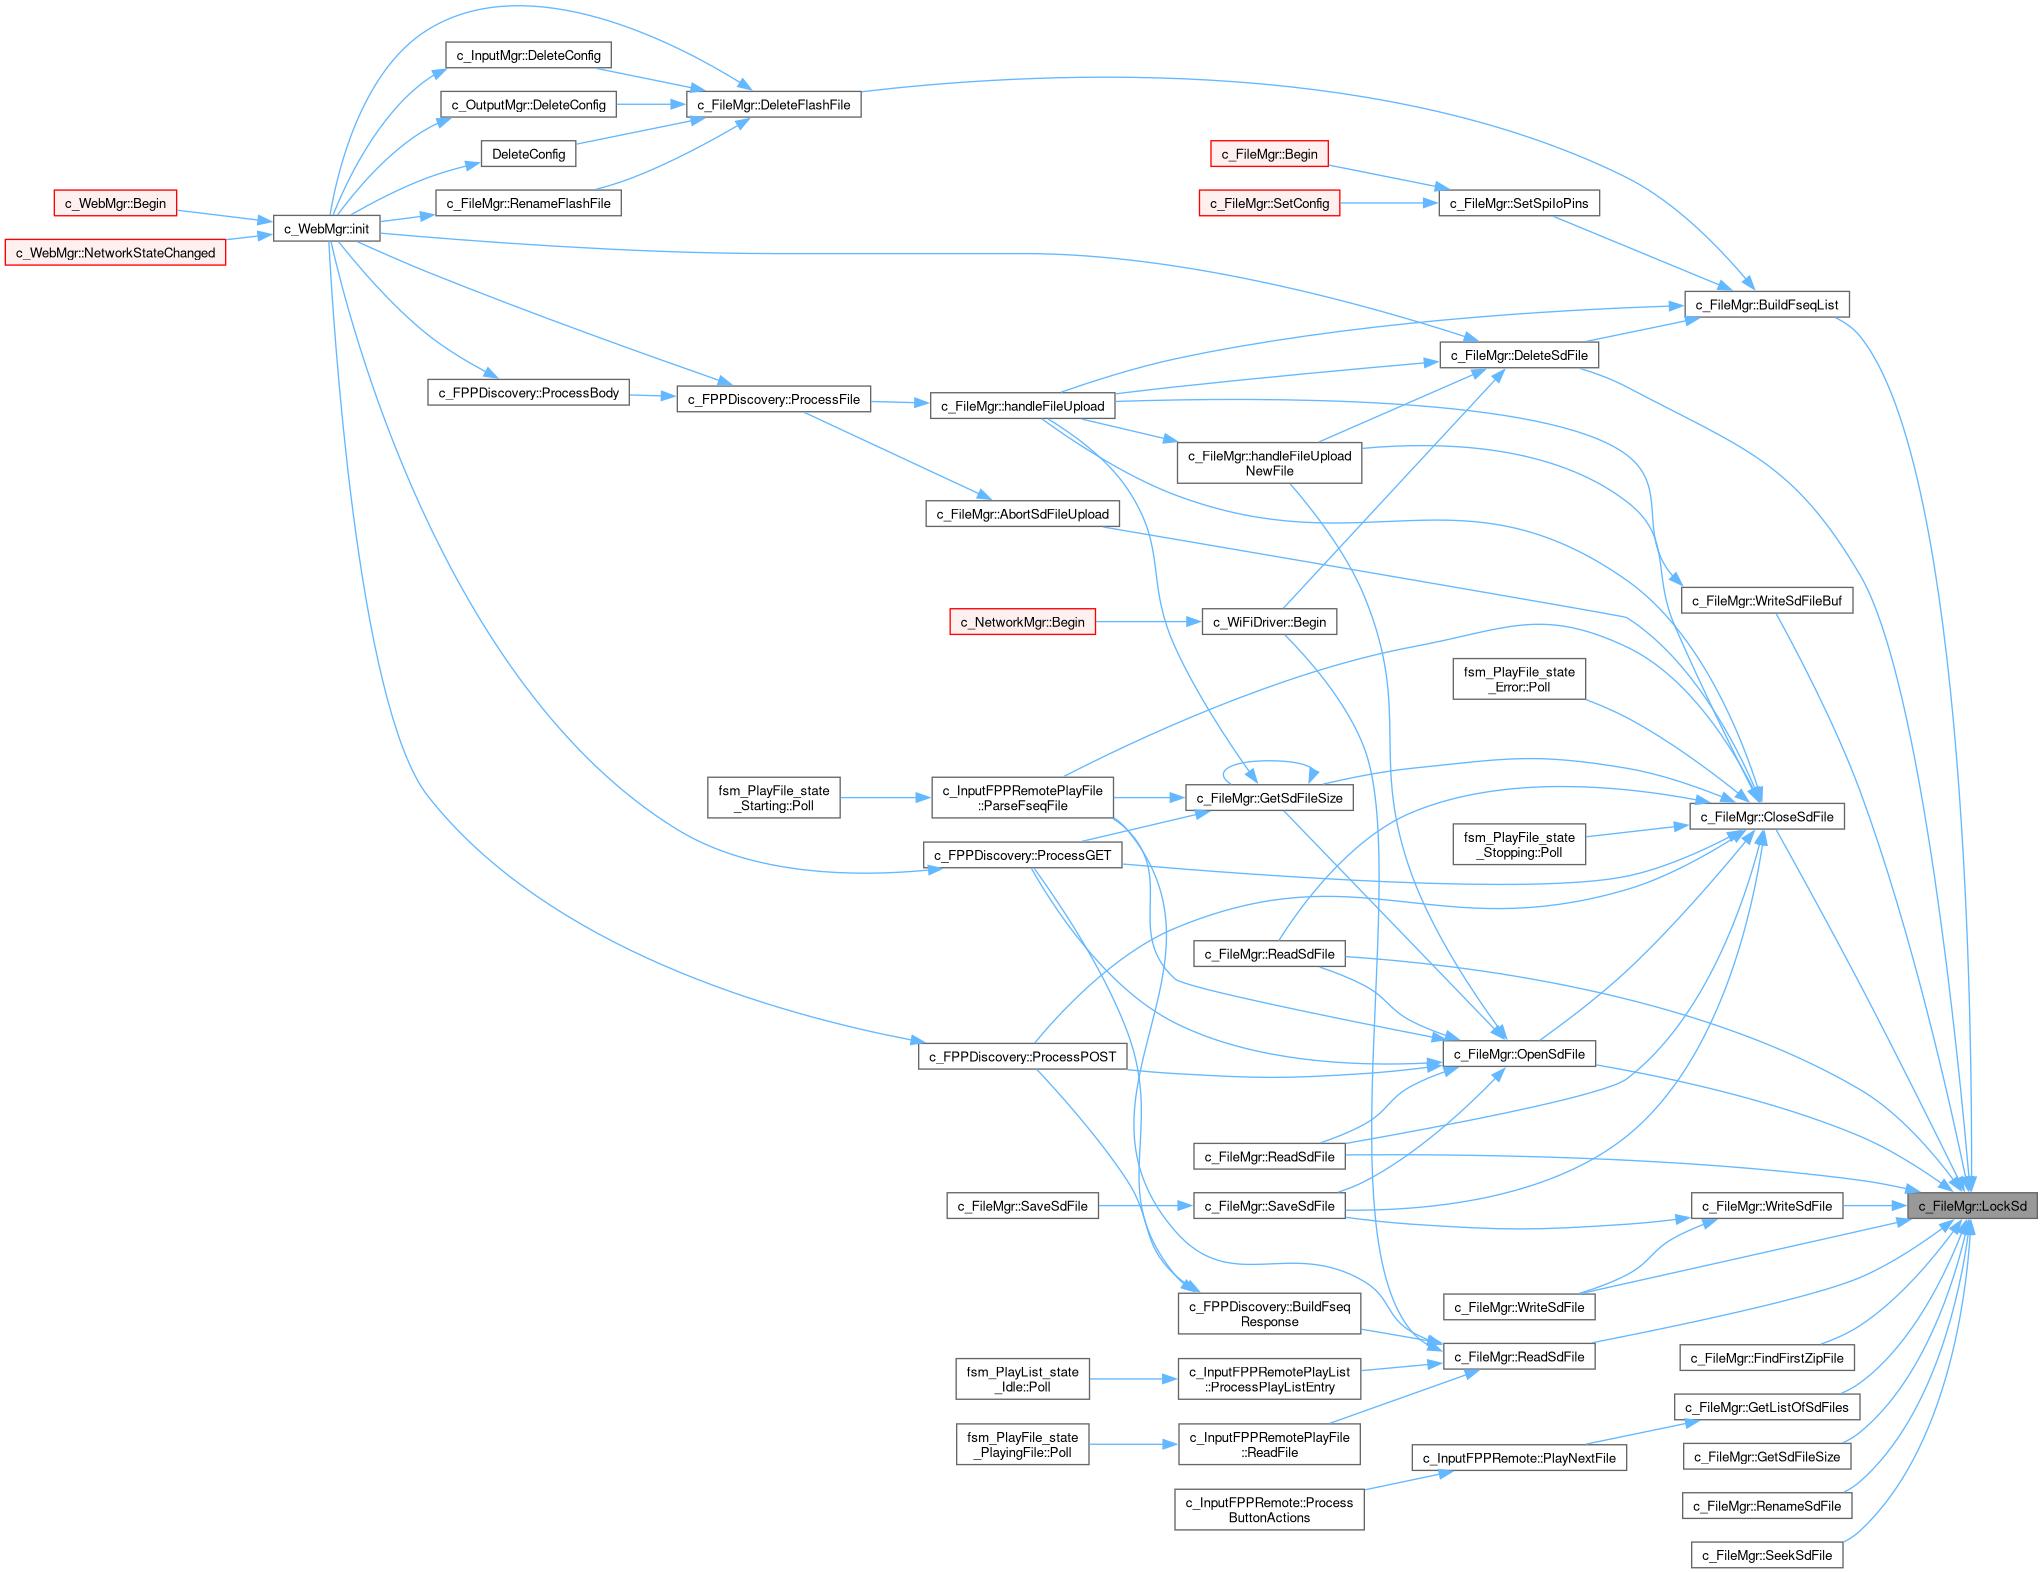 c_InputMgr::DeleteConfig
c_OutputMgr::DeleteConfig
c_FileMgr::DeleteFlashFile
DeleteConfig
c_FileMgr::Begin
c_WebMgr::Begin
c_FileMgr::RenameFlashFile
c_FileMgr::SetConfig
c_FileMgr::SetSpiIoPins
c_WebMgr::init
c_WebMgr::NetworkStateChanged
c_FileMgr::BuildFseqList
c_FileMgr::DeleteSdFile
c_FPPDiscovery::ProcessBody
c_FPPDiscovery::ProcessFile
c_FileMgr::handleFileUpload
c_FileMgr::handleFileUpload
NewFile
c_FileMgr::AbortSdFileUpload
c_FileMgr::WriteSdFileBuf
c_NetworkMgr::Begin
c_WiFiDriver::Begin
fsm_PlayFile_state
_Error::Poll
fsm_PlayFile_state
_Starting::Poll
c_InputFPPRemotePlayFile
::ParseFseqFile
c_FileMgr::GetSdFileSize
c_FileMgr::CloseSdFile
fsm_PlayFile_state
_Stopping::Poll
c_FPPDiscovery::ProcessGET
c_FileMgr::ReadSdFile
c_FPPDiscovery::ProcessPOST
c_FileMgr::OpenSdFile
c_FileMgr::ReadSdFile
c_FileMgr::SaveSdFile
c_FileMgr::SaveSdFile
c_FileMgr::WriteSdFile
c_FileMgr::LockSd
c_FPPDiscovery::BuildFseq
Response
c_FileMgr::WriteSdFile
c_FileMgr::ReadSdFile
c_FileMgr::FindFirstZipFile
fsm_PlayList_state
_Idle::Poll
c_InputFPPRemotePlayList
::ProcessPlayListEntry
c_FileMgr::GetListOfSdFiles
fsm_PlayFile_state
_PlayingFile::Poll
c_InputFPPRemotePlayFile
::ReadFile
c_InputFPPRemote::PlayNextFile
c_FileMgr::GetSdFileSize
c_InputFPPRemote::Process
ButtonActions
c_FileMgr::RenameSdFile
c_FileMgr::SeekSdFile